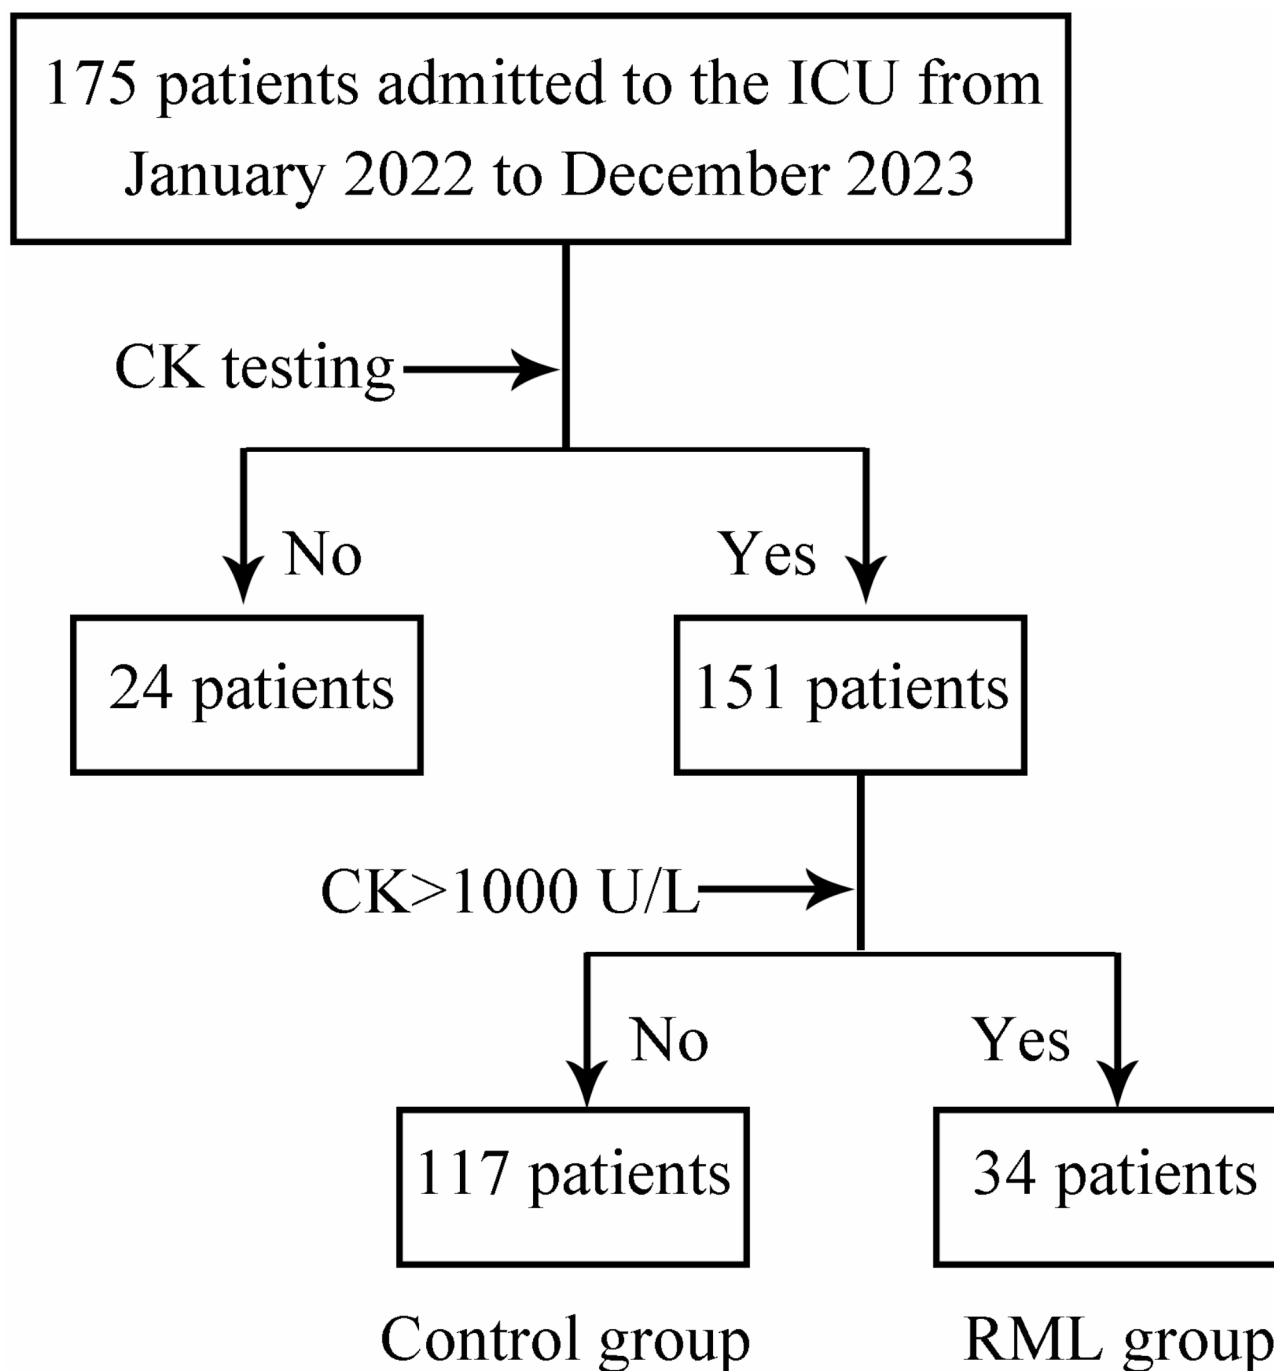 175 patients admitted to the ICU from
January 2022 to December 2023
CK testing
No
Yes
24 patients
151 patients
CK>1000 U/L
No
Yes
117 patients
34 patients
Control group
RML group